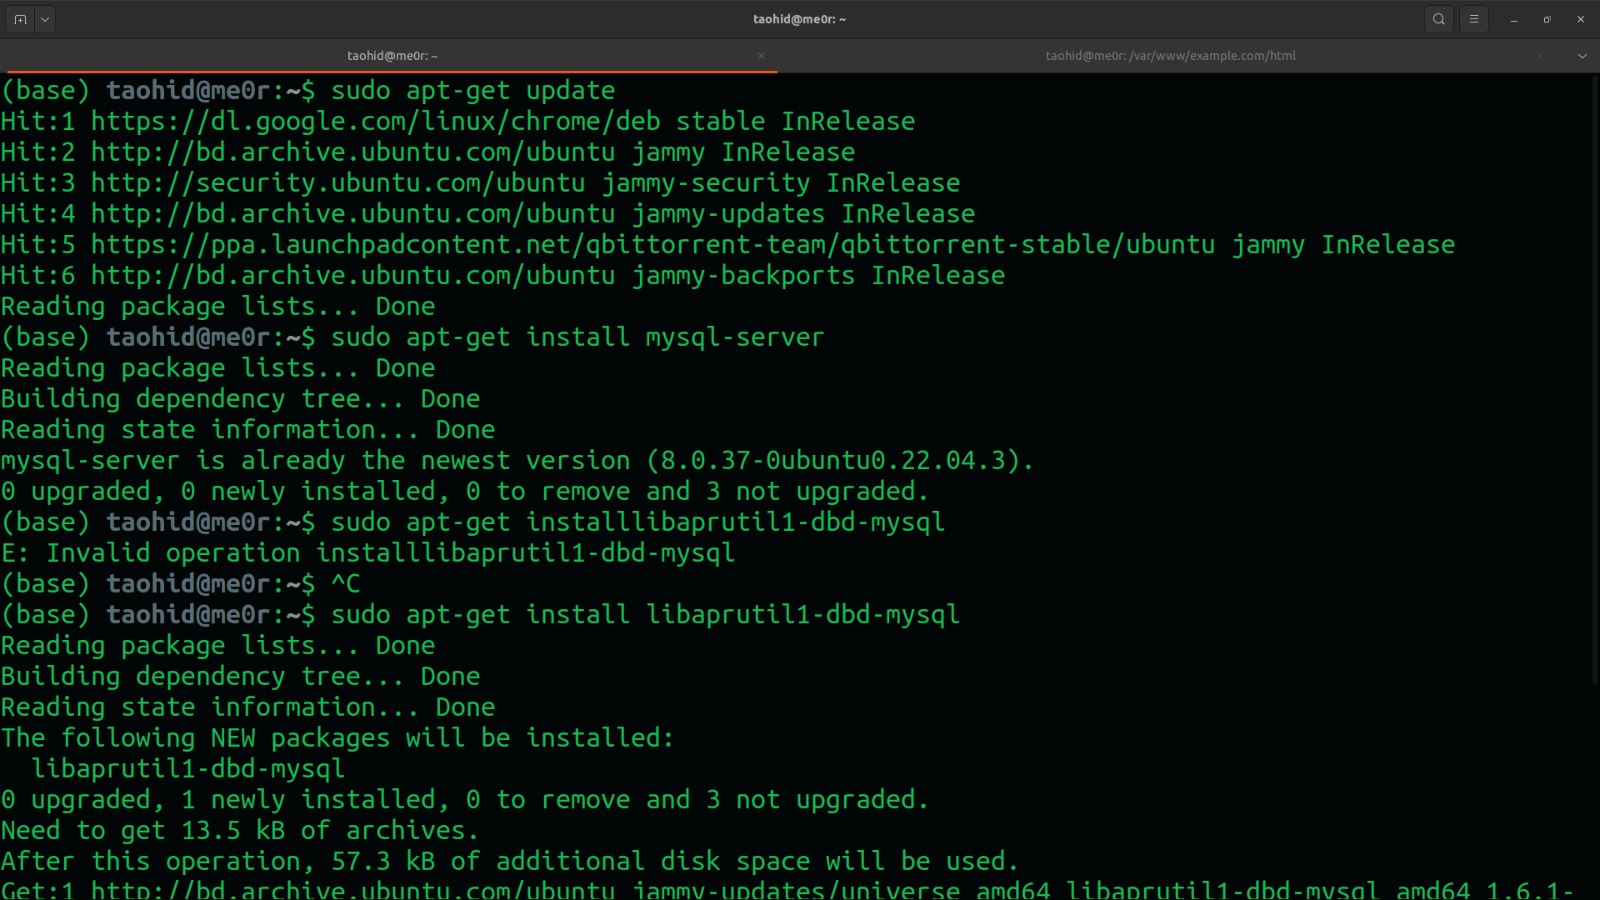 taohid@me0r: ~
taohid@me0r: ~
taohid@me0r: /var/www/example.com/html
(base) taohid@me0r:~$ sudo apt-get update
Hit:1 https://dl.google.com/linux/chrome/deb stable InRelease
Hit:2 http://bd.archive.ubuntu.com/ubuntu jammy InRelease
Hit:3 http://security.ubuntu.com/ubuntu jammy-security InRelease
Hit:4 http://bd.archive.ubuntu.com/ubuntu jammy-updates InRelease
Hit:5 https://ppa.launchpadcontent.net/qbittorrent-team/qbittorrent-stable/ubuntu jammy InRelease
Hit:6 http://bd.archive.ubuntu.com/ubuntu jammy-backports InRelease
Reading package lists... Done
(base) taohid@me0r:~$ sudo apt-get install mysql-server
Reading package lists... Done
Building dependency tree... Done
Reading state information... Done
mysql-server is already the newest version (8.0.37-0ubuntu0.22.04.3).
0 upgraded, 0 newly installed, 0 to remove and 3 not upgraded.
(base) taohid@me0r:~$ sudo apt-get installlibaprutil1-dbd-mysql
E: Invalid operation installlibaprutil1-dbd-mysql
(base) taohid@me0r:~$ ^C
(base) taohid@me0r:~$ sudo apt-get install libaprutil1-dbd-mysql
Reading package lists... Done
Building dependency tree... Done
Reading state information... Done
The following NEW packages will be installed:
  libaprutil1-dbd-mysql
0 upgraded, 1 newly installed, 0 to remove and 3 not upgraded.
Need to get 13.5 kB of archives.
After this operation, 57.3 kB of additional disk space will be used.
Get:1 http://bd.archive.ubuntu.com/ubuntu jammy-updates/universe amd64 libaprutil1-dbd-mysql amd64 1.6.1-